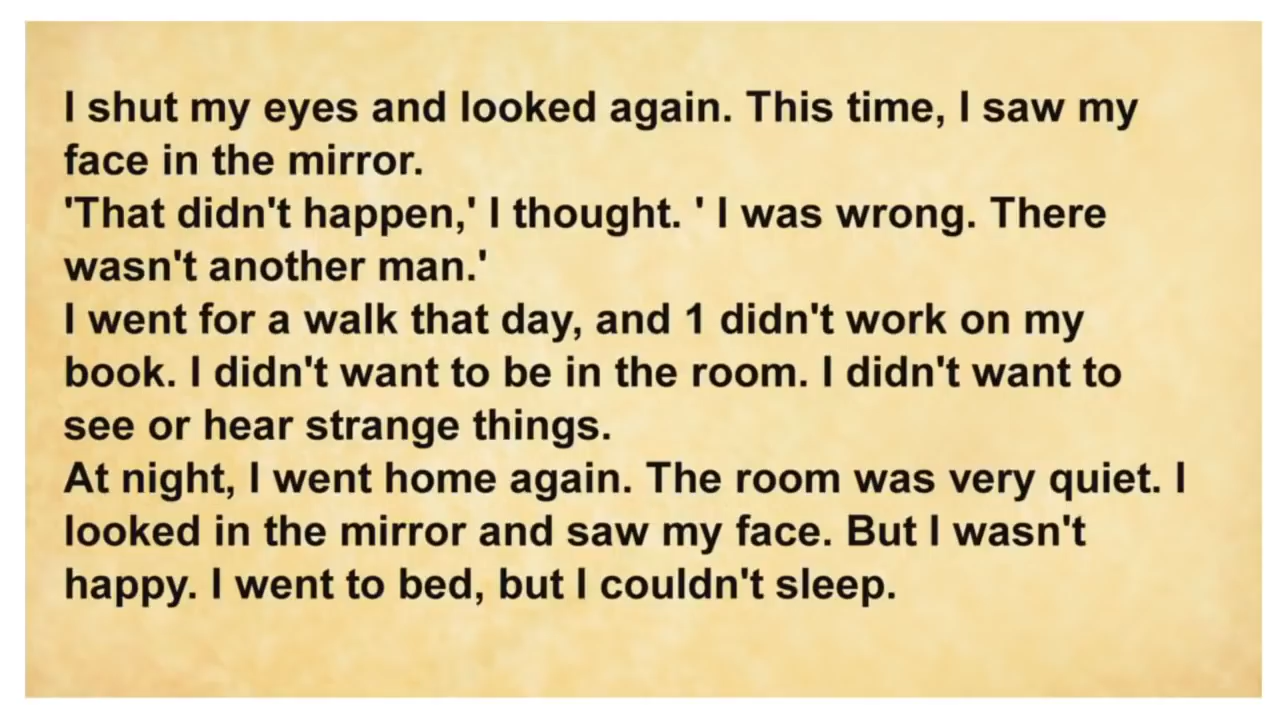 I shut my eyes and looked again. This time, I saw my
face in the mirror.
'That didn't happen,' I thought. ' I was wrong. There
wasn't another man.'
I went for a walk that day, and 1 didn't work on my
book. I didn't want to be in the room. I didn't want to
see or hear strange things.
At night, I went home again. The room was very quiet. I
looked in the mirror and saw my face. But I wasn't
happy. I went to bed, but I couldn't sleep.